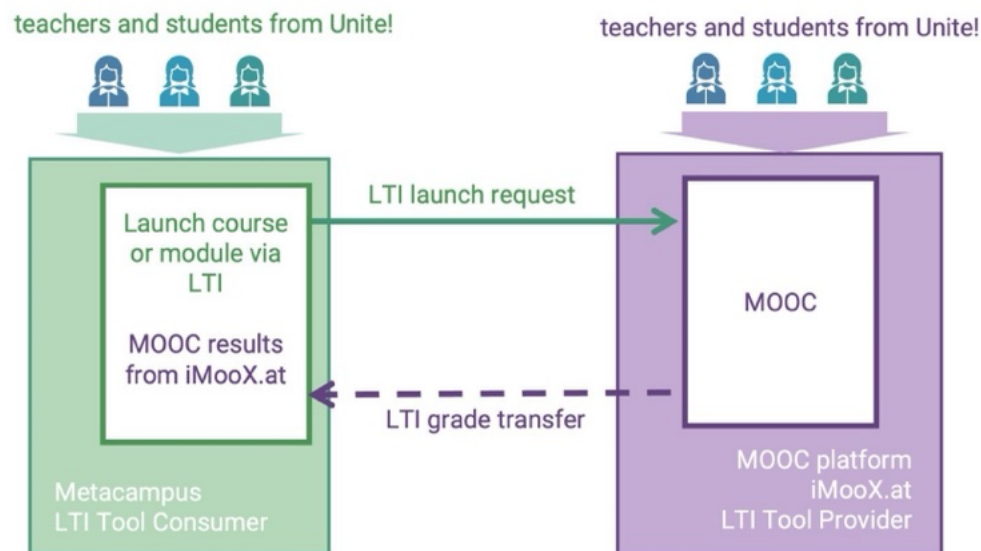 teachers and students from Unite!
teachers and students from Unite!
Launch course
or module via
LTI
MOOC results
from iMooX.at
LTI launch request
LTI grade transfer
MOOC
Metacampus
LTI Tool Consumer
MOOC platform
iMooX.at
LTI Tool Provider